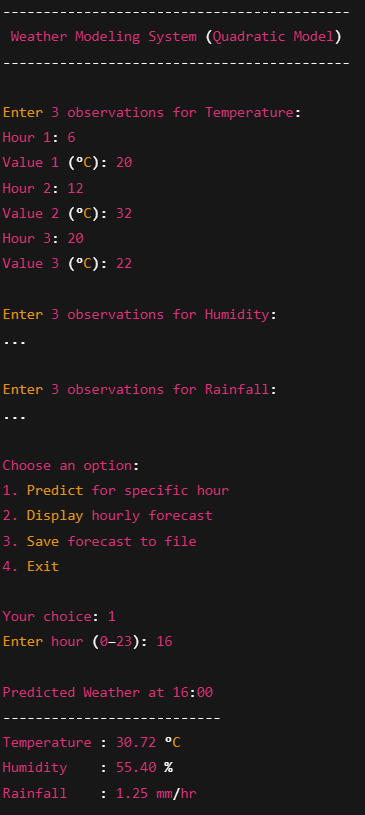 -------------------------------------------
Weather Modeling System (Quadratic Model)
-------------------------------------------
Enter 3 observations for Temperature:
Hour 1: 6
Value 1 (°C): 20
Hour 2: 12
Value 2 (°C): 32
Hour 3: 20
Value 3 (°C): 22
Enter 3 observations for Humidity:
...
Enter 3 observations for Rainfall:
...
Choose an option:
1. Predict for specific hour
2. Display hourly forecast
3. Save forecast to file
4. Exit
Your choice: 1
Enter hour (0–23): 16
Predicted Weather at 16:00
---------------------------
Temperature : 30.72 °C
Humidity    : 55.40 %
Rainfall    : 1.25 mm/hr